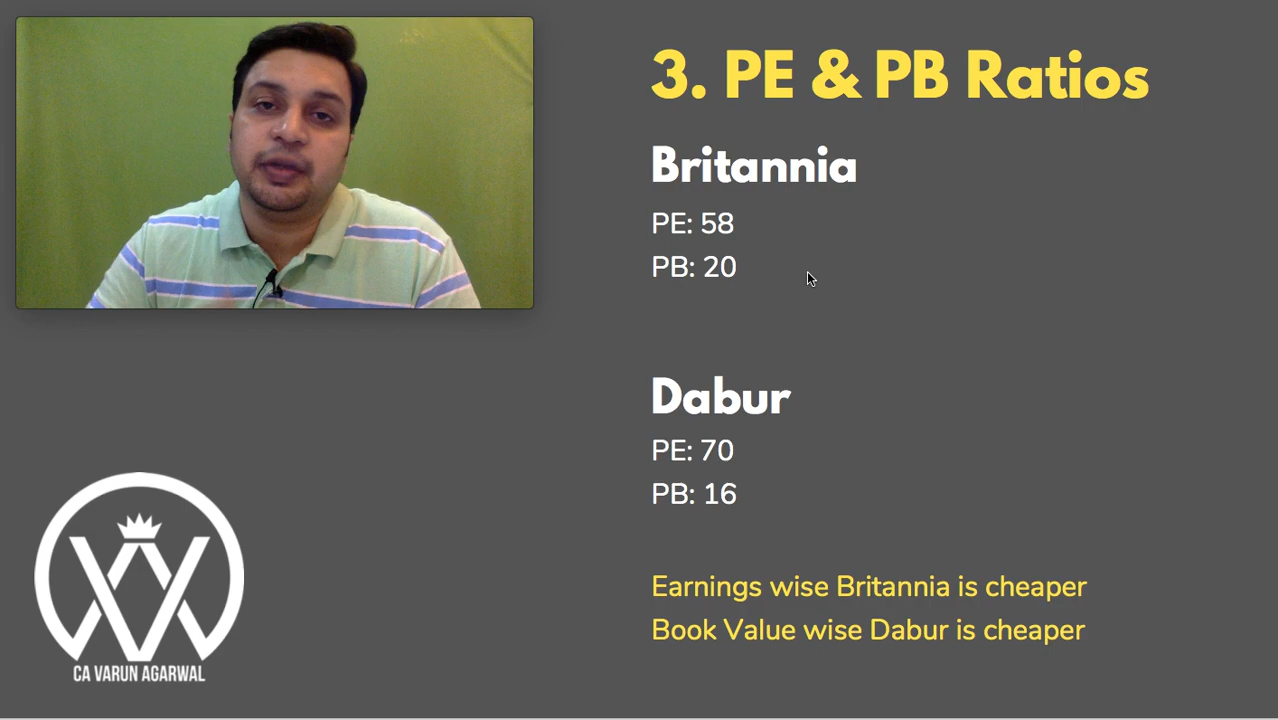 3. PE & PB Ratios
Britannia
PE: 58
PB: 20
Dabur
PE: 70
PB: 16
Earnings wise Britannia is cheaper
Book Value wise Dabur is cheaper
CA VARUN AGARWAL